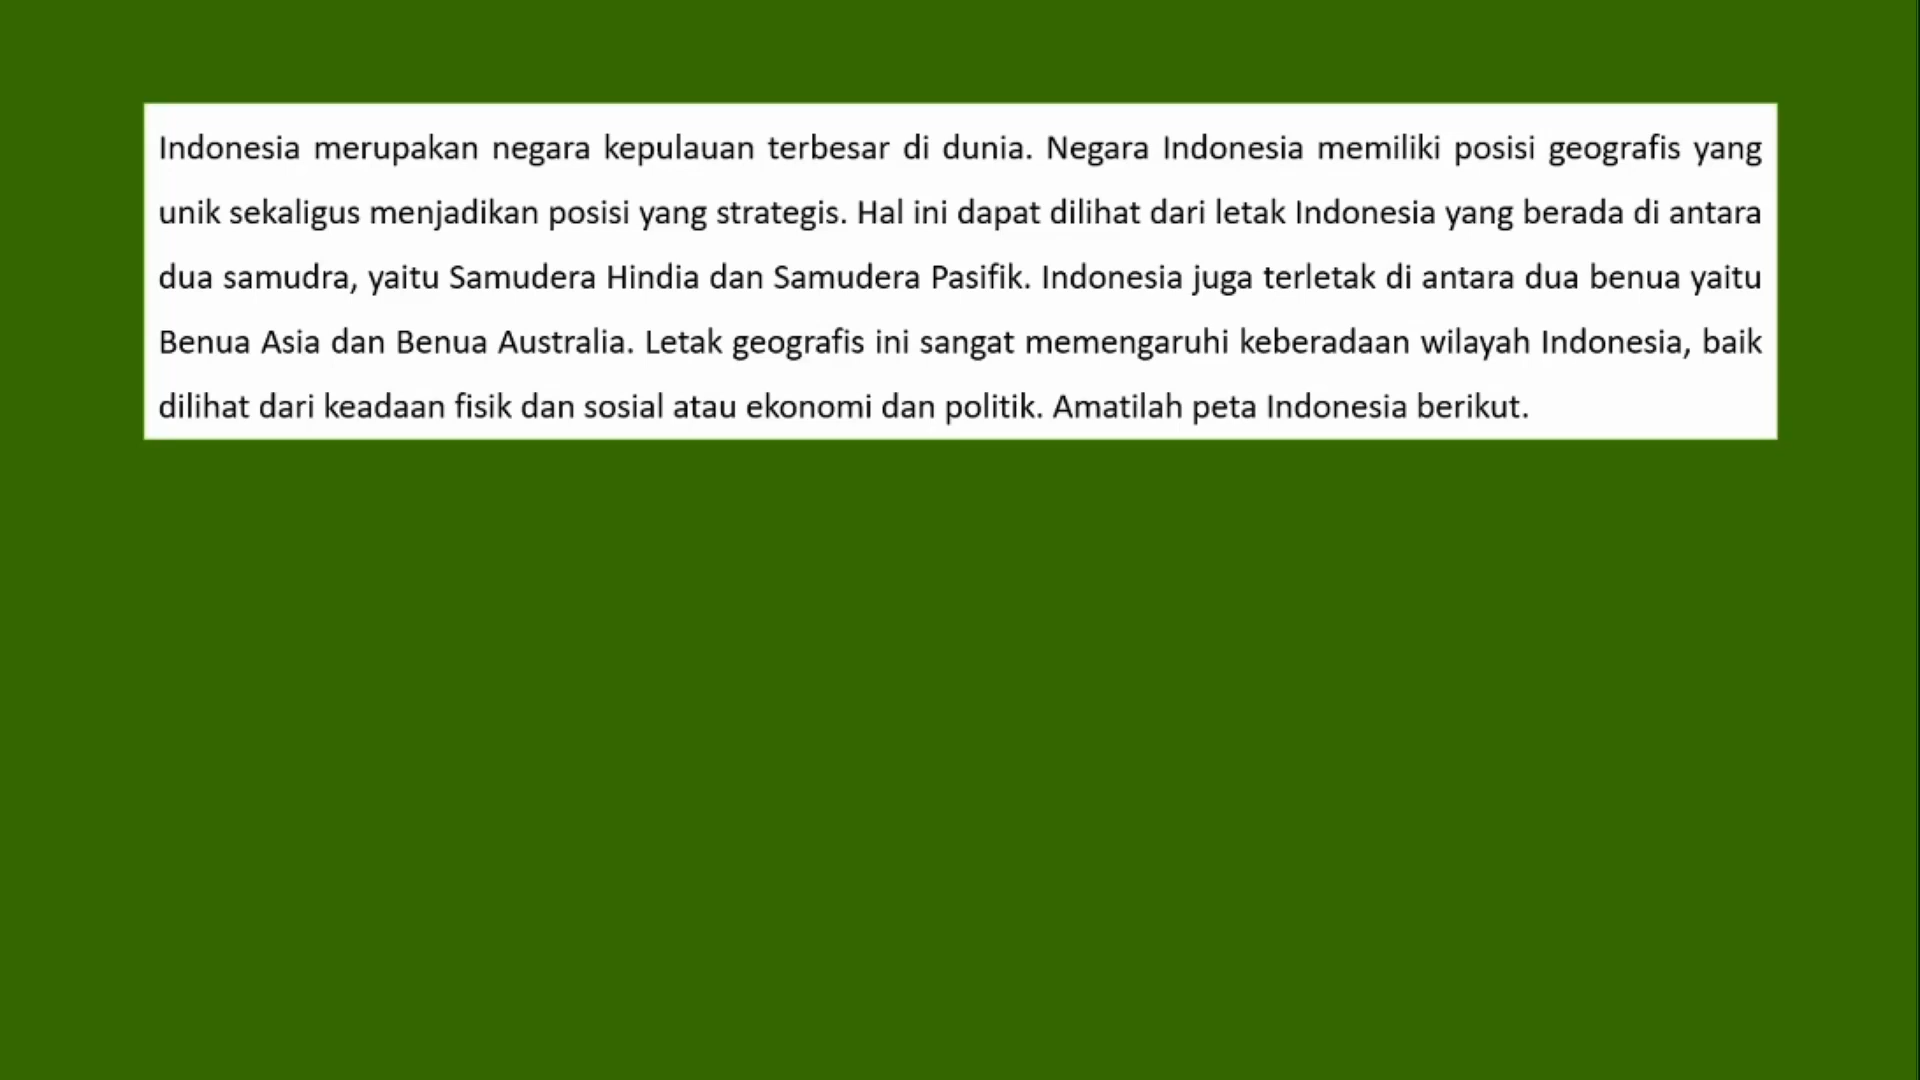 Indonesia merupakan negara kepulauan terbesar di dunia. Negara Indonesia memiliki posisi geografis yang
unik sekaligus menjadikan posisi yang strategis. Hal ini dapat dilihat dari letak Indonesia yang berada di antara
dua samudra, yaitu Samudera Hindia dan Samudera Pasifik. Indonesia juga terletak di antara dua benua yaitu
Benua Asia dan Benua Australia. Letak geografis ini sangat memengaruhi keberadaan wilayah Indonesia, baik
dilihat dari keadaan fisik dan sosial atau ekonomi dan politik. Amatilah peta Indonesia berikut.